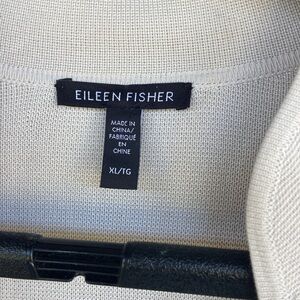 EILEEN FISHER
MADE IN
CHINA/
FABRIQUÉ
EN
CHINE
XL/TG